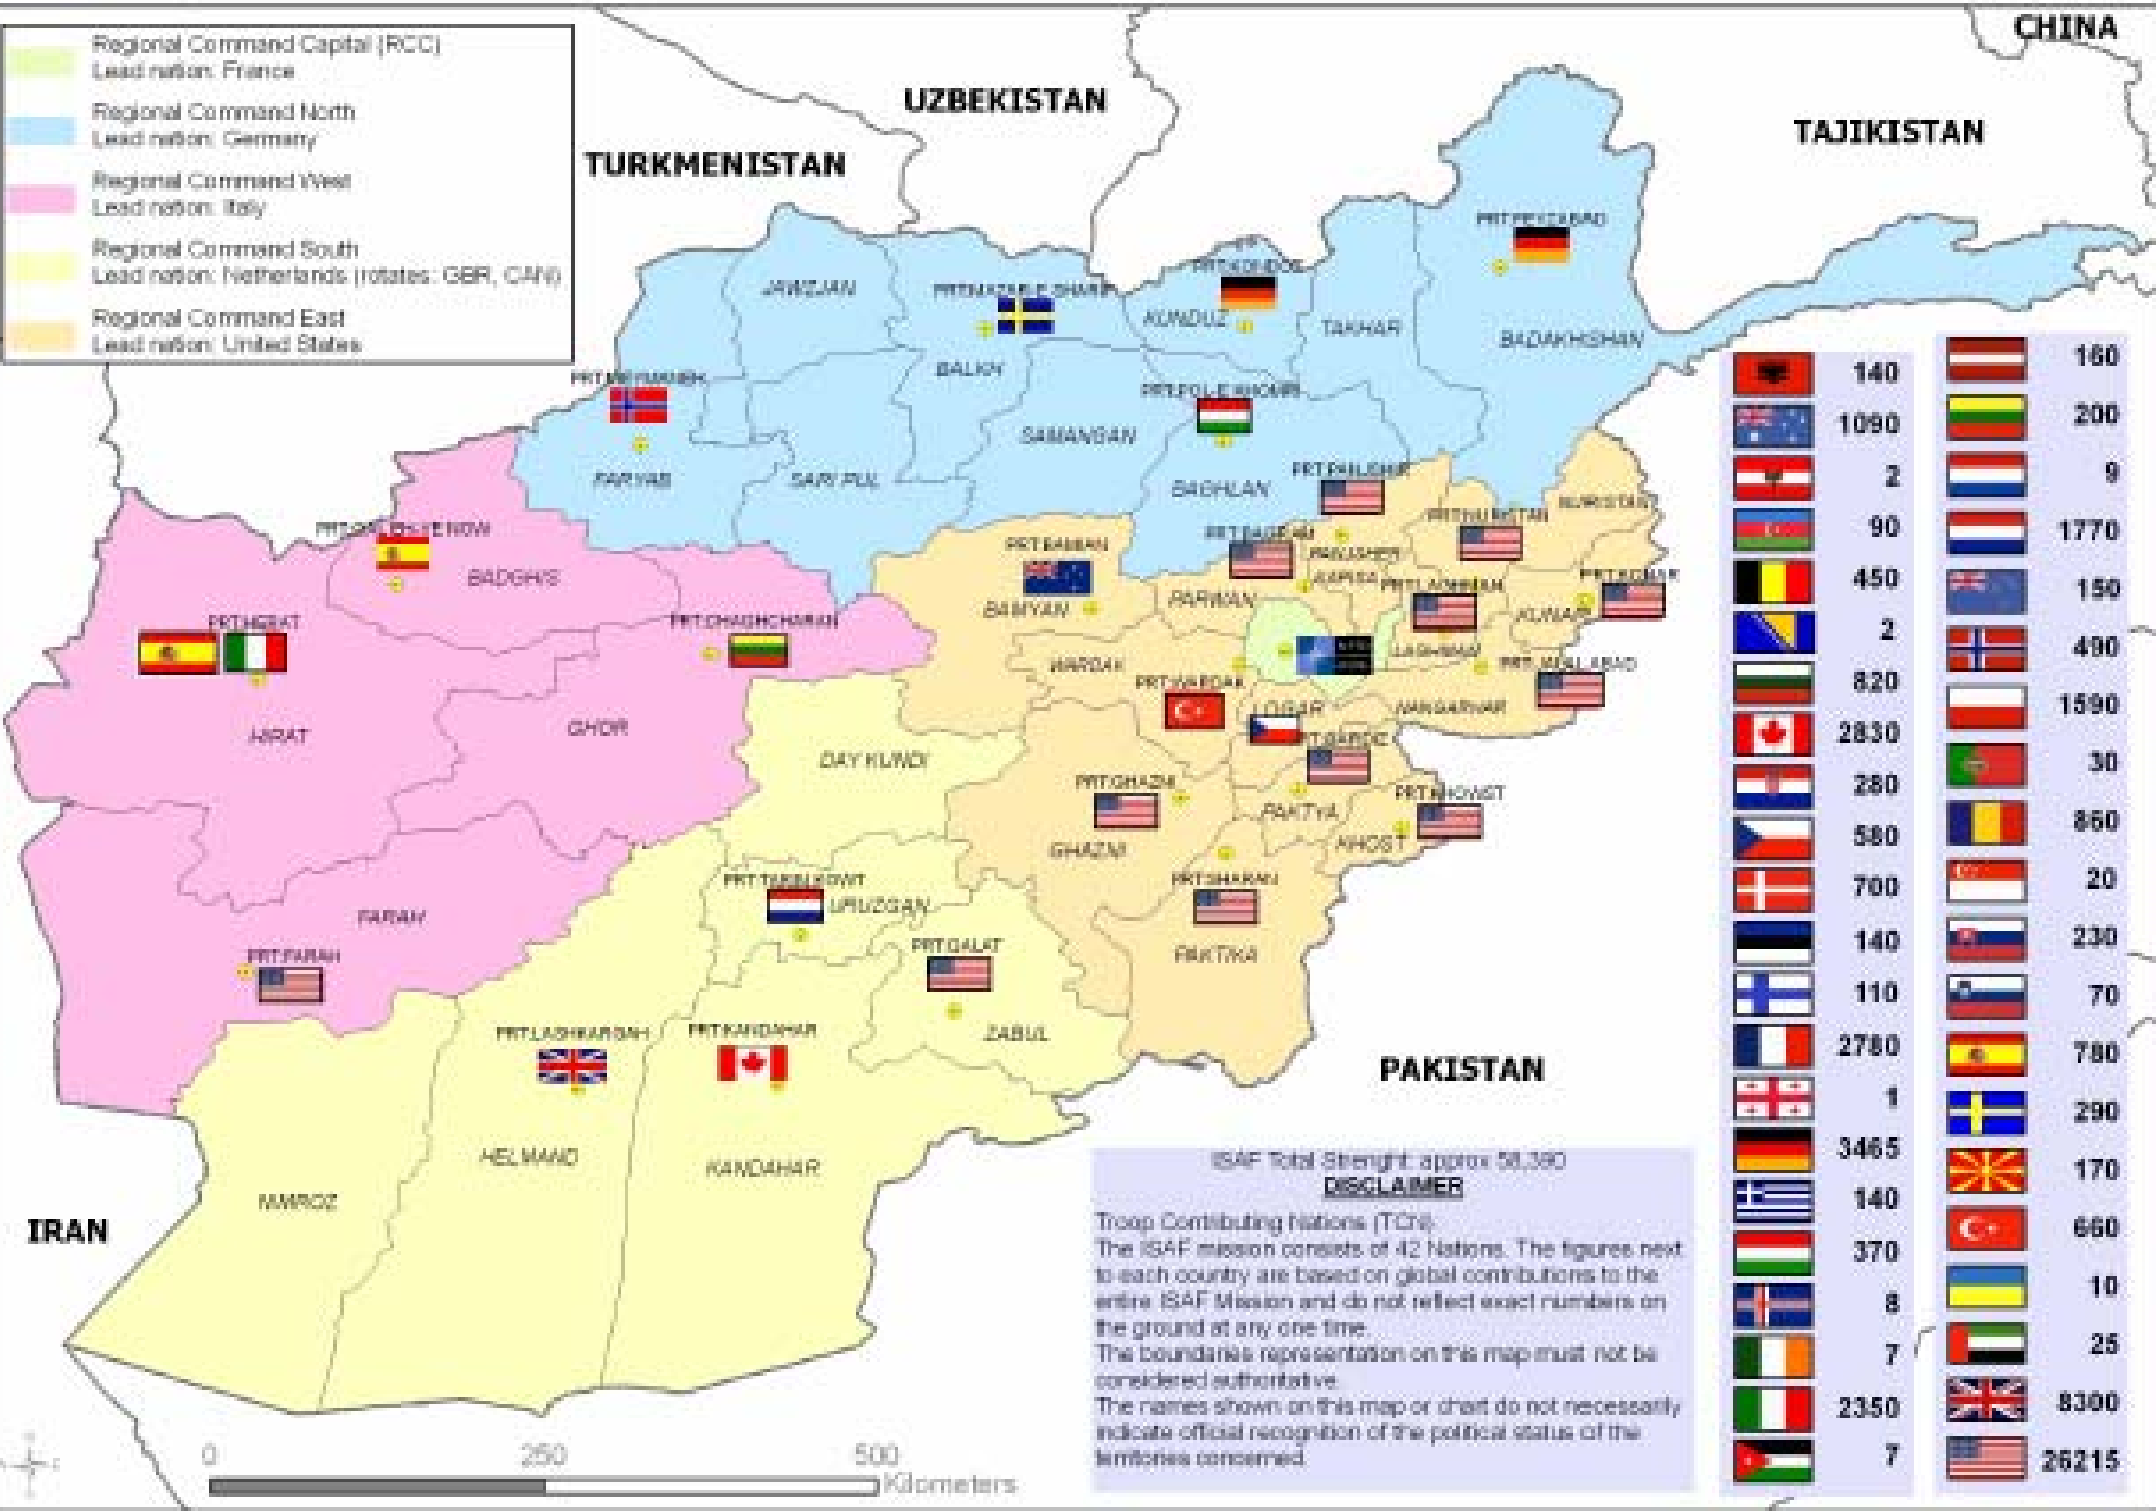 Regional Command Capital (RCC)
Lead nation: France
Regional Command North
Lead nation: Germany
Regional Command West
Lead nation: Italy
Regional Command South
Lead nation: Netherlands (rotates: GBR, CAN)
Regional Command East
Lead nation: United States
CHINA
UZBEKISTAN
TAJIKISTAN
TURKMENISTAN
PRT.FEYZABAD
JAWZJAN
KUNDUZ
TAKHAR
BADAKHSHAN
BALKH
SAMANGAN
FARYAB
SARI PUL
BAGHLAN
NURISTAN
BADGHIS
PRT.BAMIAN
BAMYAN
PARWAN
KAPISA
KUNAR
PRT.HERAT
PRT.CHAGHCHARAN
WARDAK
PRT.WARDAK
LOGAR
HIRAT
GHOR
DAY KUNDI
PRT.GHAZNI
GHAZNI
PAKTYA
PRT.KHOWST
KHOST
PRT.SHARAN
PAKTIKA
FARAH
PRT.FARAH
URUZGAN
PRT.QALAT
ZABUL
PRT.LASHKARGAH
PRT.KANDAHAR
HELMAND
KANDAHAR
NIMROZ
IRAN
PAKISTAN
ISAF Total Strenght: approx 58,390
DISCLAIMER
Troop Contributing Nations (TCN)
The ISAF mission consists of 42 Nations. The figures next
to each country are based on global contributions to the
entire ISAF Mission and do not reflect exact numbers on
the ground at any one time.
The boundaries representation on this map must not be
considered authoritative.
The names shown on this map or chart do not necessarily
indicate official recognition of the political status of the
territories concerned.
0 250 500
Kilometers
140
1090
2
90
450
2
820
2830
280
580
700
140
110
2780
1
3465
140
370
8
7
2350
7
160
200
9
1770
150
490
1590
30
860
20
230
70
780
290
170
660
10
25
8300
26215